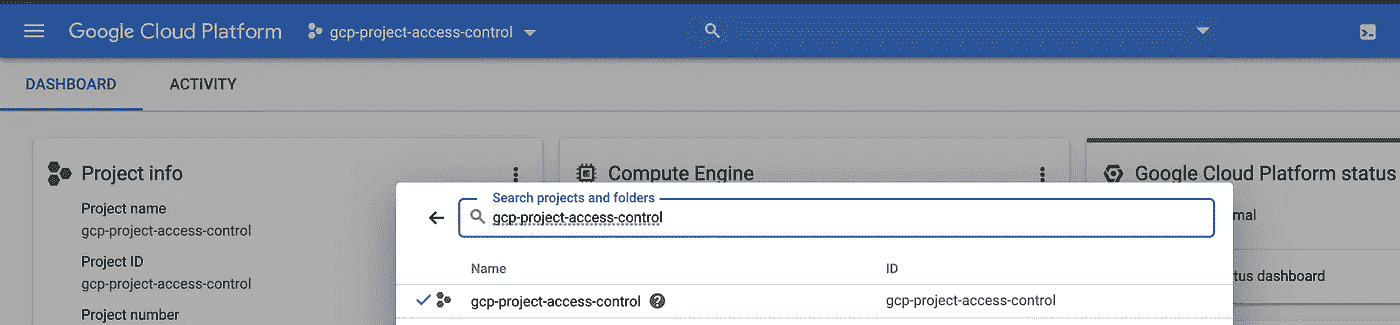 Google Cloud Platform gcp-project-access-control
DASHBOARD ACTIVITY
Project info
Compute Engine
Google Cloud Platform status
Project name
gcp-project-access-control
Project ID
gcp-project-access-control
Project number
Search projects and folders
gcp-project-access-control
Name ID
gcp-project-access-control gcp-project-access-control
dashboard